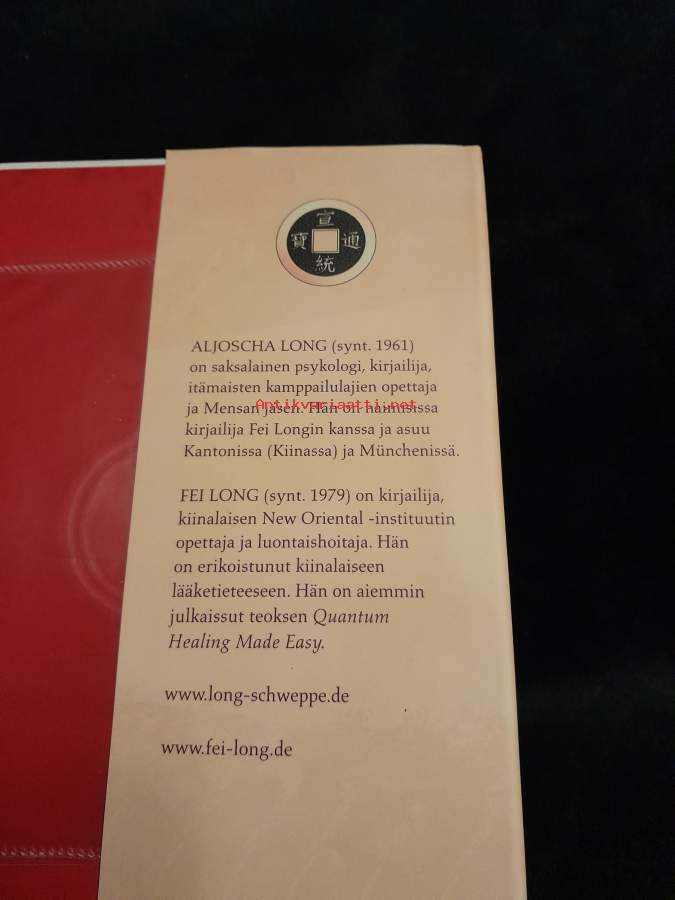 宣
寶 通
統
ALJOSCHA LONG (synt. 1961)
on saksalainen psykologi, kirjailija,
itämaisten kamppailulajien opettaja
ja Mensan jäsen. Hän on naimisissa
Antikvariaatti.net
kirjailija Fei Longin kanssa ja asuu
Kantonissa (Kiinassa) ja Münchenissä.
FEI LONG (synt. 1979) on kirjailija,
kiinalaisen New Oriental -instituutin
opettaja ja luontaishoitaja. Hän
on erikoistunut kiinalaiseen
lääketieteeseen. Hän on aiemmin
julkaissut teoksen Quantum
Healing Made Easy.
www.long-schweppe.de
www.fei-long.de